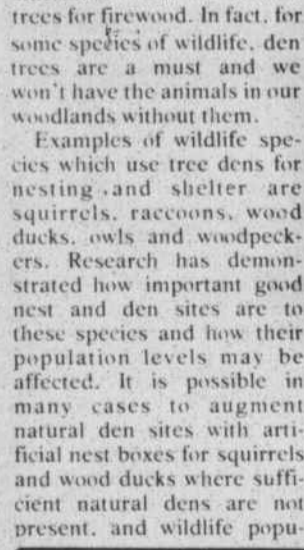 trees for firewood. In fact, for
some species of wildlife, den
trees are a must and we
won't have the animals in our
woodlands without them.
Examples of wildlife spe-
cies which use tree dens for
nesting and shelter are
squirrels, raccoons, wood
ducks, owls and woodpeck-
ers. Research has demon-
strated how important good
nest and den sites are to
these species and how their
population levels may be
affected. It is possible in
many cases to augment
natural den sites with arti-
ficial nest boxes for squirrels
and wood ducks where suffi-
cient natural dens are not
present, and wildlife popu-